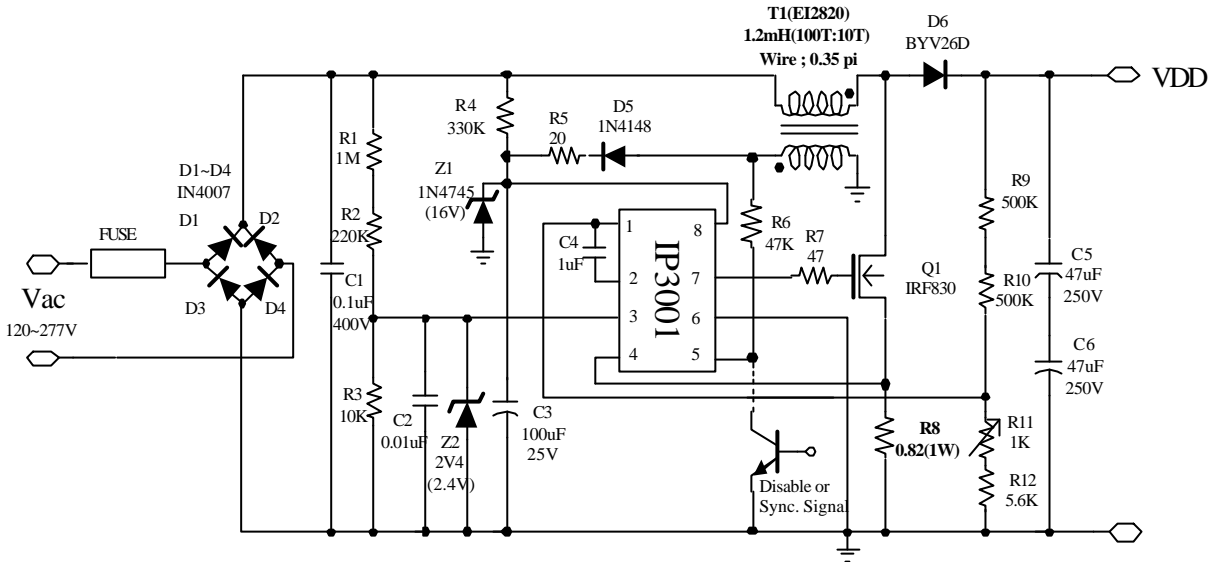 T1(EI2820)
1.2mH(100T:10T)
Wire ; 0.35 pi
D6
BYV26D
VDD
R4
330K
R5
20
D5
1N4148
R1
1M
D1~D4
IN4007
Z1
1N4745
(16V)
R9
500K
D1
D2
R2
220K
FUSE
C4
1uF
1
2
3
4
IP3001
8
7
6
5
R6
47K
R7
47
Q1
IRF830
C5
47uF
250V
R10
500K
Vac
120~277V
D3
D4
C1
0.1uF
400V
C6
47uF
250V
R3
10K
C2
0.01uF
Z2
2V4
(2.4V)
C3
100uF
25V
R8
0.82(1W)
R11
1K
R12
5.6K
Disable or
Sync. Signal